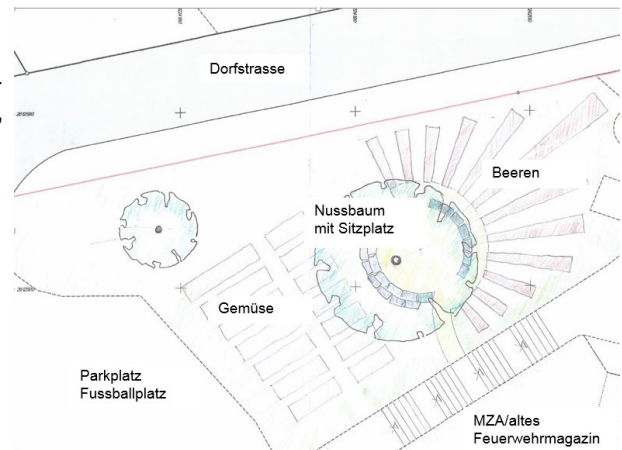 Dorfstrasse
Beeren
Nussbaum
mit Sitzplatz
Gemüse
Parkplatz
Fussballplatz
MZA/altes
Feuerwehrmagazin